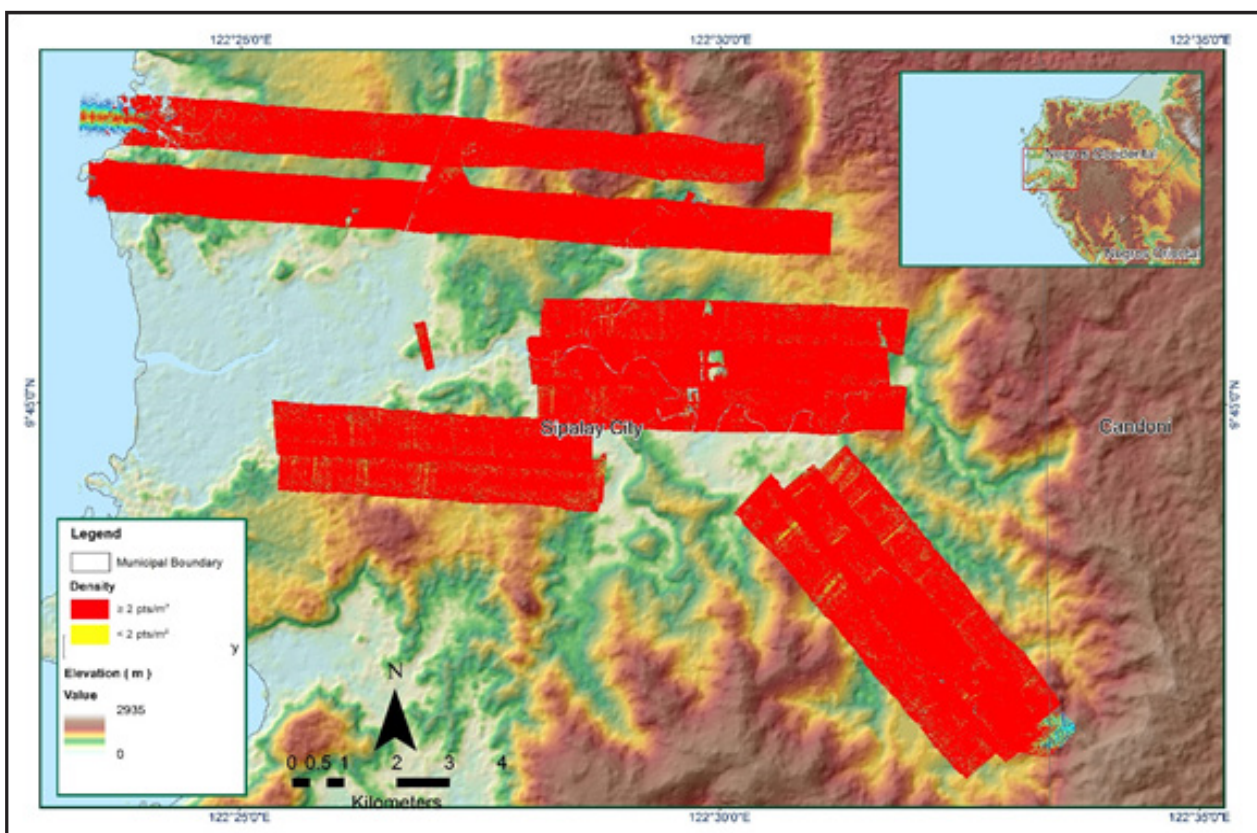 122°25'0"E 122°30'0"E 122°35'0"E
Negros Occidental
Negros Oriental
9°45'0"N 9°45'0"N
Sipalay City
Candoni
Legend
Municipal Boundary
Density
≥ 2 pts/m²
< 2 pts/m²
y
Elevation ( m )
Value
2935
0
N
0 0.5 1 2 3 4
Kilometers
122°25'0"E 122°30'0"E 122°35'0"E